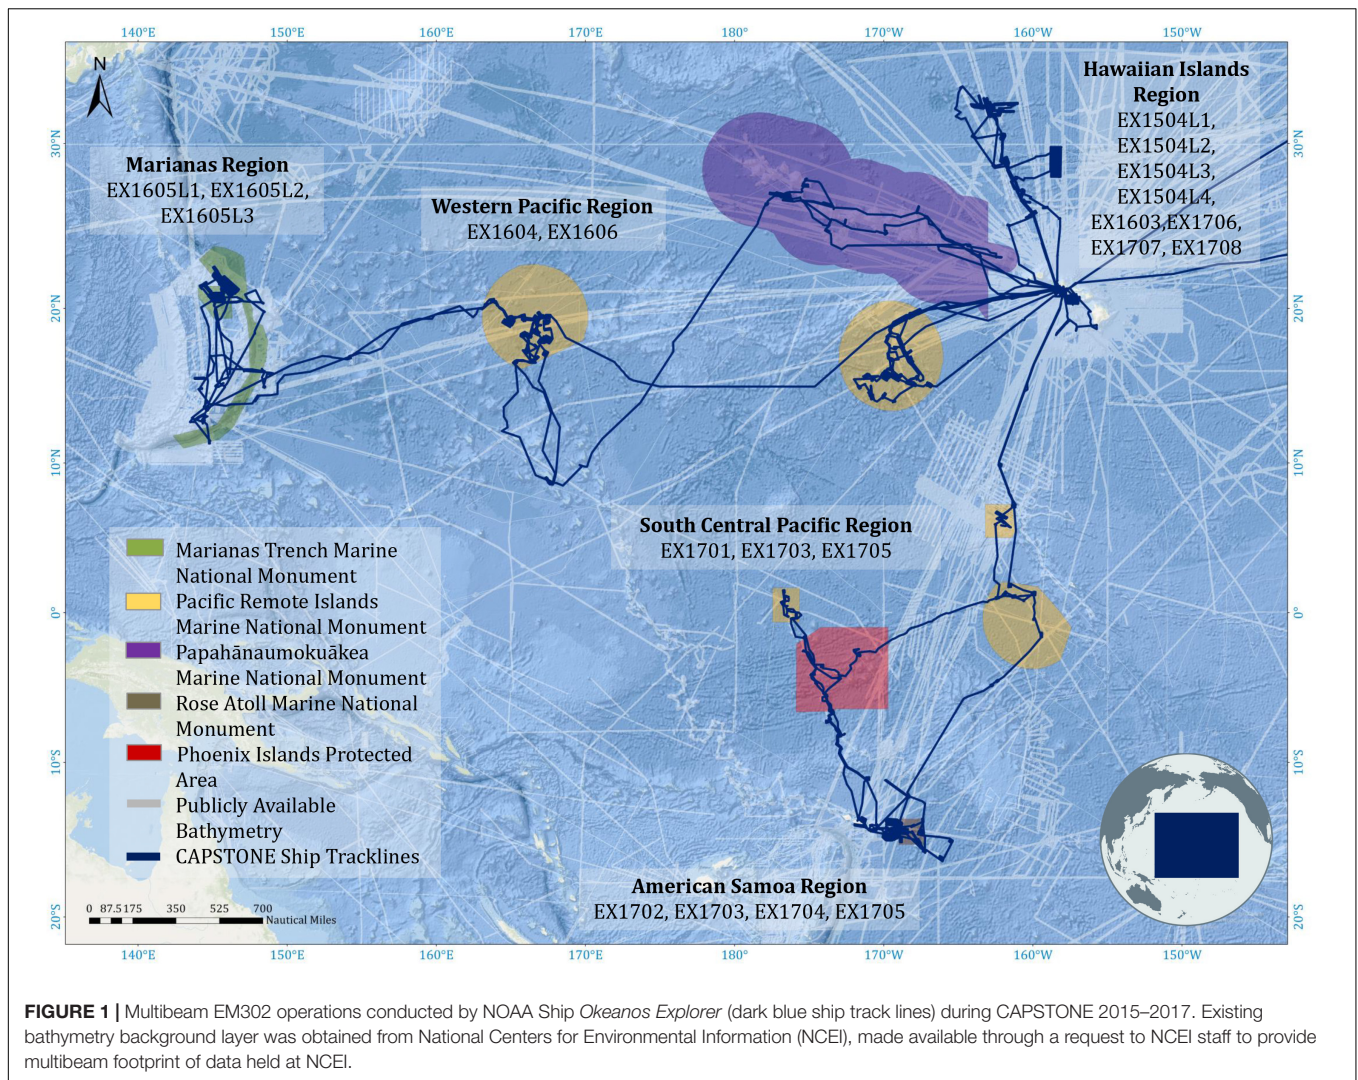 140°E 150°E 160°E 170°E 180° 170°W 160°W 150°W
N
30°N
20°N
10°N
0°
10°S
20°S
30°N
20°N
10°N
0°
10°S
20°S
Hawaiian Islands
Region
EX1504L1,
EX1504L2,
EX1504L3,
EX1504L4,
EX1603,EX1706,
EX1707, EX1708
Marianas Region
EX1605L1, EX1605L2,
EX1605L3
Western Pacific Region
EX1604, EX1606
South Central Pacific Region
EX1701, EX1703, EX1705
Marianas Trench Marine
National Monument
Pacific Remote Islands
Marine National Monument
Papahānaumokuākea
Marine National Monument
Rose Atoll Marine National
Monument
Phoenix Islands Protected
Area
Publicly Available
Bathymetry
CAPSTONE Ship Tracklines
American Samoa Region
EX1702, EX1703, EX1704, EX1705
0 87.5 175 350 525 700
Nautical Miles
140°E 150°E 160°E 170°E 180° 170°W 160°W 150°W
FIGURE 1 | Multibeam EM302 operations conducted by NOAA Ship Okeanos Explorer (dark blue ship track lines) during CAPSTONE 2015–2017. Existing
bathymetry background layer was obtained from National Centers for Environmental Information (NCEI), made available through a request to NCEI staff to provide
multibeam footprint of data held at NCEI.